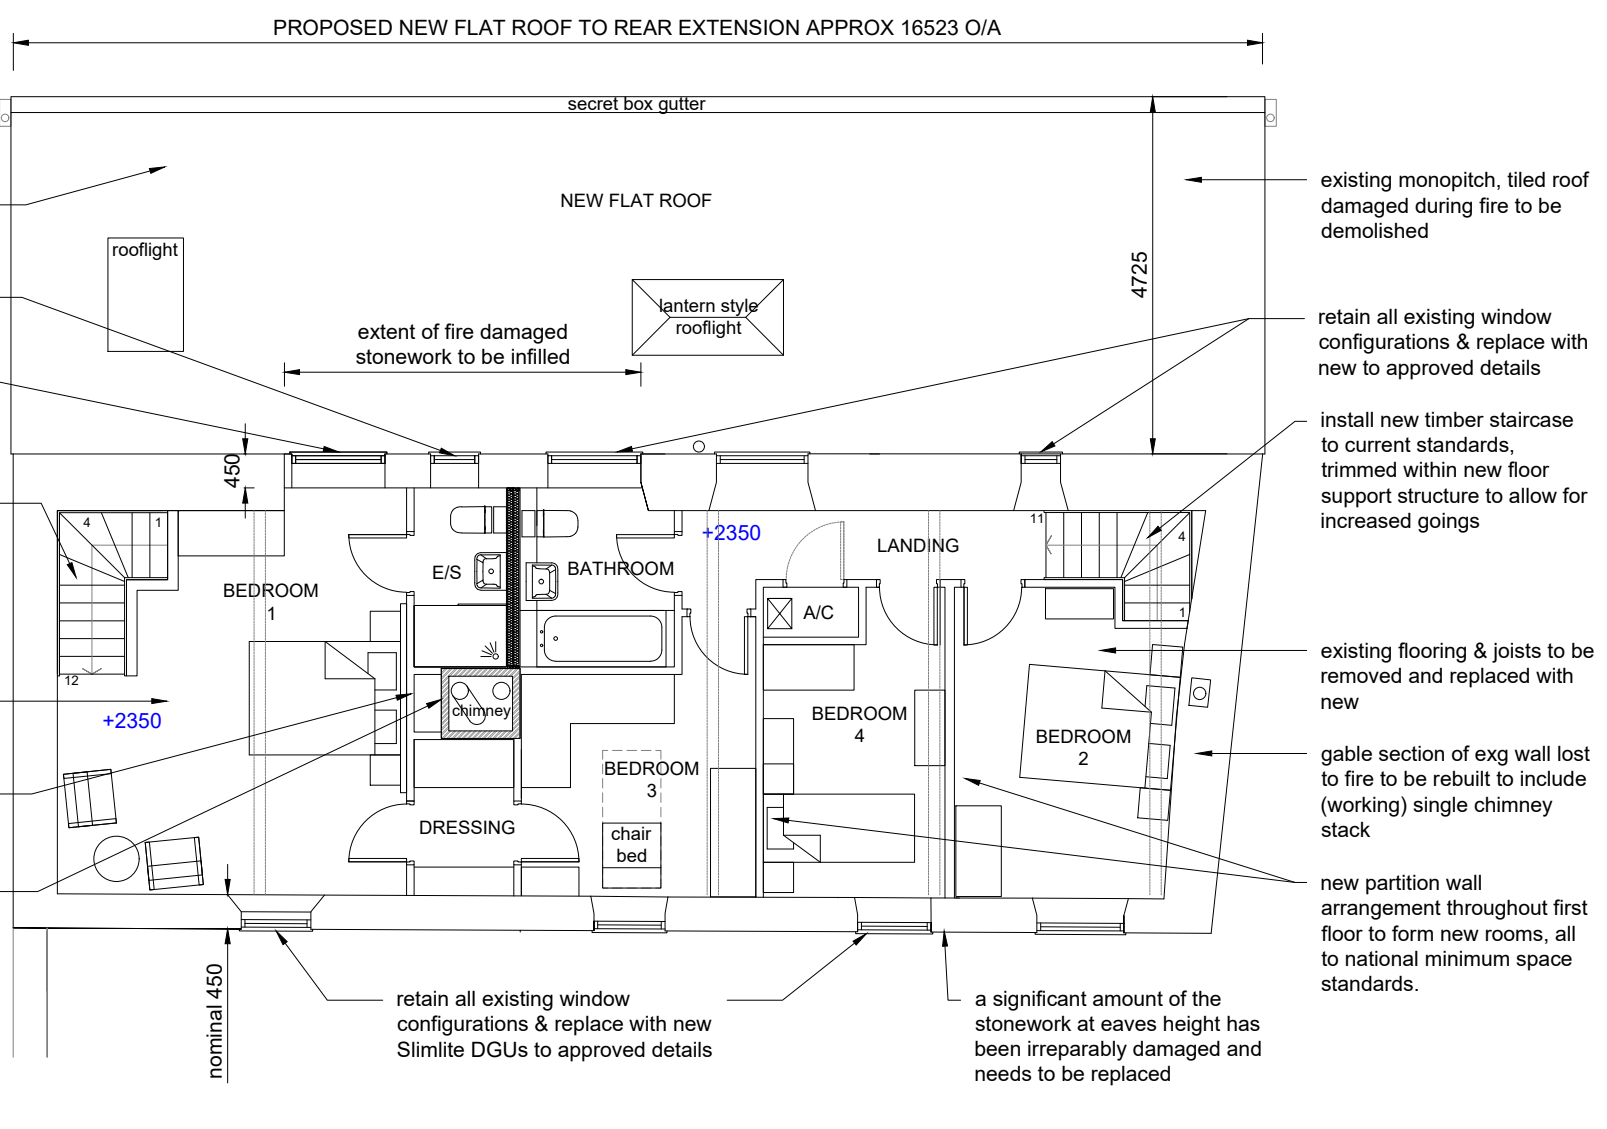 PROPOSED NEW FLAT ROOF TO REAR EXTENSION APPROX 16523 O/A
secret box gutter
NEW FLAT ROOF
rooflight
lantern style
rooflight
extent of fire damaged
stonework to be infilled
4725
existing monopitch, tiled roof
damaged during fire to be
demolished
retain all existing window
configurations & replace with
new to approved details
install new timber staircase
to current standards,
trimmed within new floor
support structure to allow for
increased goings
450
4
1
12
BEDROOM
1
+2350
E/S
BATHROOM
+2350
LANDING
11
4
1
A/C
chimney
BEDROOM
3
chair
bed
DRESSING
BEDROOM
4
BEDROOM
2
existing flooring & joists to be
removed and replaced with
new
gable section of exg wall lost
to fire to be rebuilt to include
(working) single chimney
stack
new partition wall
arrangement throughout first
floor to form new rooms, all
to national minimum space
standards.
nominal 450
retain all existing window
configurations & replace with new
Slimlite DGUs to approved details
a significant amount of the
stonework at eaves height has
been irreparably damaged and
needs to be replaced